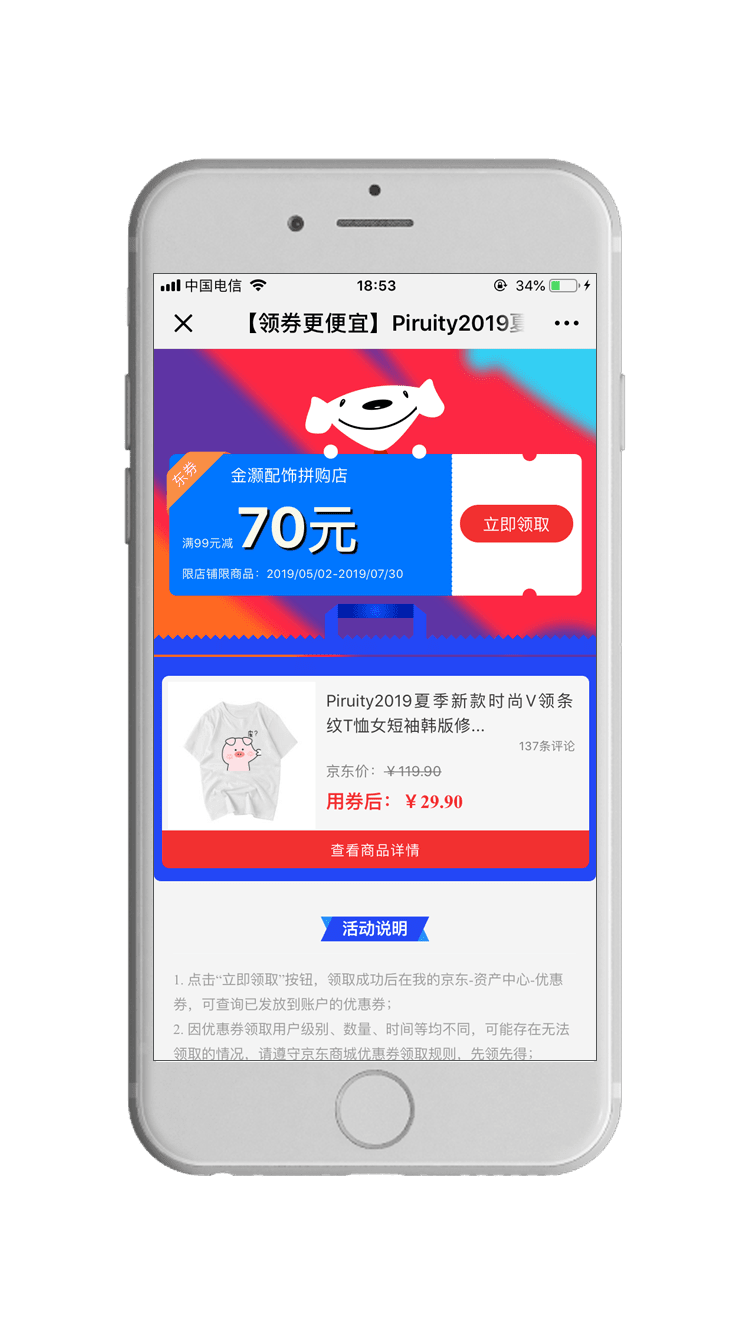 中国电信
18:53
34%
【领券更便宜】Piruity2019夏
东券
金灏配饰拼购店
满99元减 70元
立即领取
限店铺限商品：2019/05/02-2019/07/30
Piruity2019夏季新款时尚V领条
纹T恤女短袖韩版修...
137条评论
京东价：￥119.90
用券后：￥29.90
查看商品详情
活动说明
1. 点击“立即领取”按钮，领取成功后在我的京东-资产中心-优惠
券，可查询已发放到账户的优惠券；
2. 因优惠券领取用户级别、数量、时间等均不同，可能存在无法
领取的情况，请遵守京东商城优惠券领取规则，先领先得；